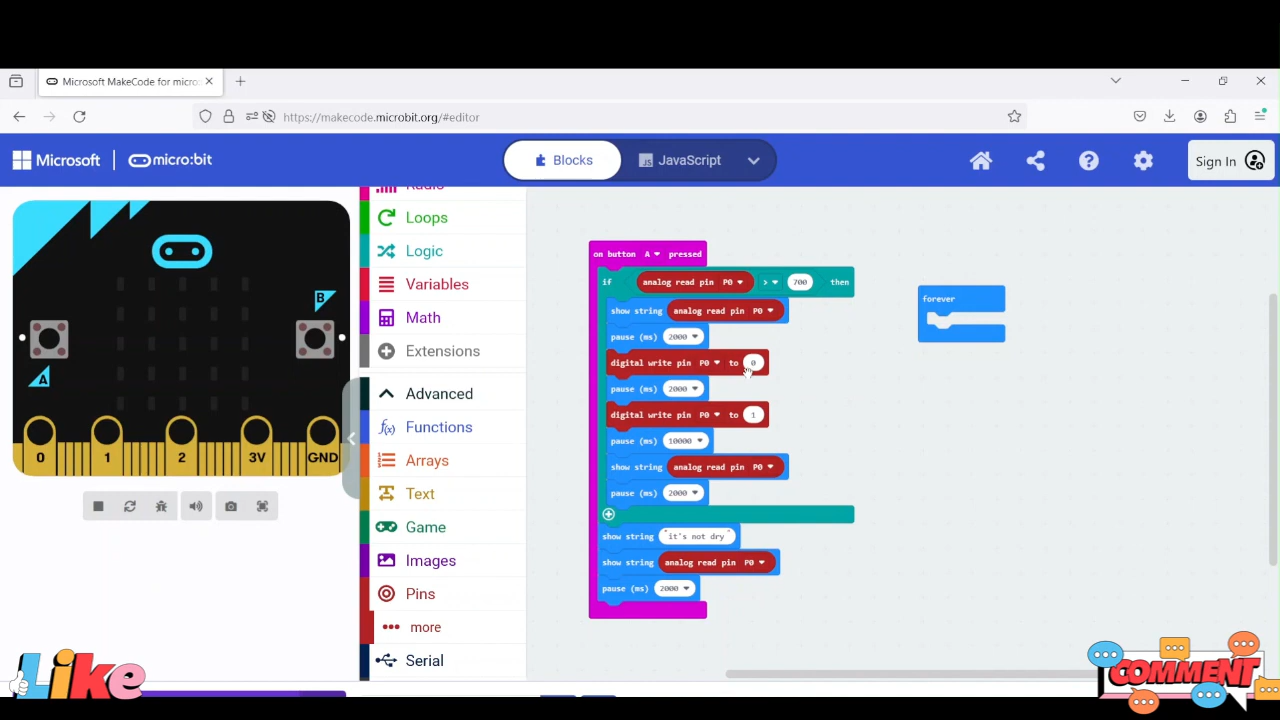 Microsoft MakeCode for micro:
https://makecode.microbit.org/#editor
Microsoft
micro:bit
Blocks
JavaScript
Sign In
B
A
0
1
2
3V
GND
Radio
Loops
Logic
Variables
Math
Extensions
Advanced
Functions
Arrays
Text
Game
Images
Pins
more
Serial
on button A pressed
if analog read pin P0 > 700 then
show string analog read pin P0
pause (ms) 2000
digital write pin P0 to 0
pause (ms) 2000
digital write pin P0 to 1
pause (ms) 10000
show string analog read pin P0
pause (ms) 2000
show string "it's not dry"
show string analog read pin P0
pause (ms) 2000
forever
Like
COMMENT